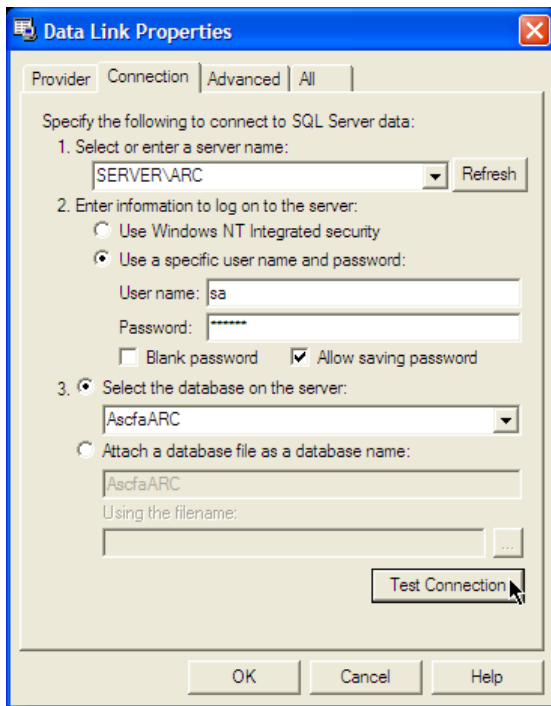 Data Link Properties
Provider Connection Advanced All
Specify the following to connect to SQL Server data:
1. Select or enter a server name:
SERVER\ARC Refresh
2. Enter information to log on to the server:
Use Windows NT Integrated security
Use a specific user name and password:
User name: sa
Password: ******
Blank password Allow saving password
3. Select the database on the server:
AscfaARC
Attach a database file as a database name:
AscfaARC
Using the filename:
...
Test Connection
OK Cancel Help